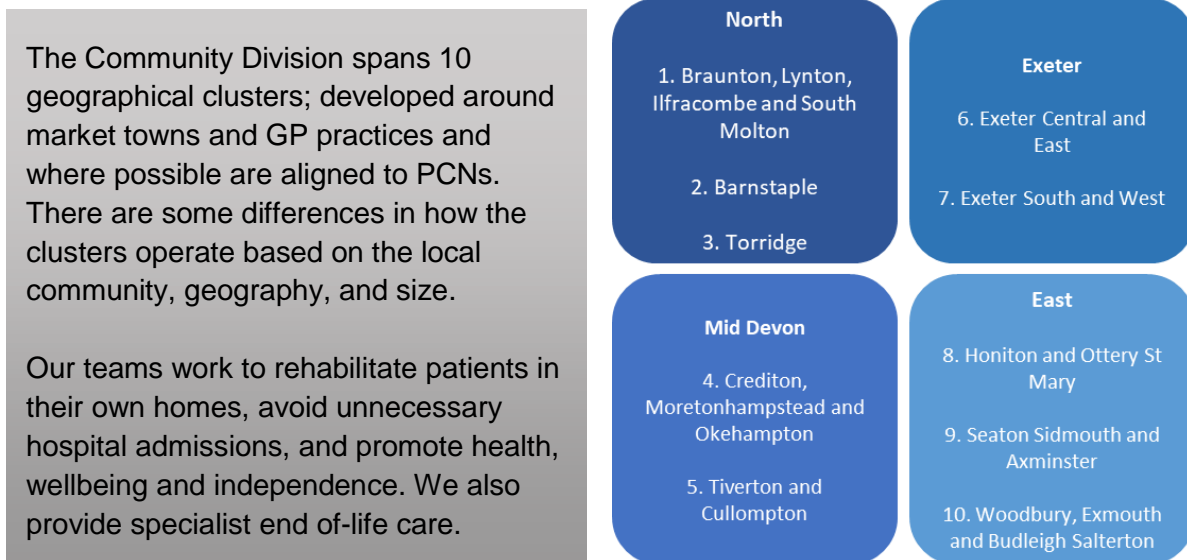 The Community Division spans 10
geographical clusters; developed around
market towns and GP practices and
where possible are aligned to PCNs.
There are some differences in how the
clusters operate based on the local
community, geography, and size.
Our teams work to rehabilitate patients in
their own homes, avoid unnecessary
hospital admissions, and promote health,
wellbeing and independence. We also
provide specialist end of-life care.
North
1. Braunton, Lynton,
Ilfracombe and South
Molton
2. Barnstaple
3. Torridge
Exeter
6. Exeter Central and
East
7. Exeter South and West
Mid Devon
4. Crediton,
Moretonhampstead and
Okehampton
5. Tiverton and
Cullompton
East
8. Honiton and Ottery St
Mary
9. Seaton Sidmouth and
Axminster
10. Woodbury, Exmouth
and Budleigh Salterton